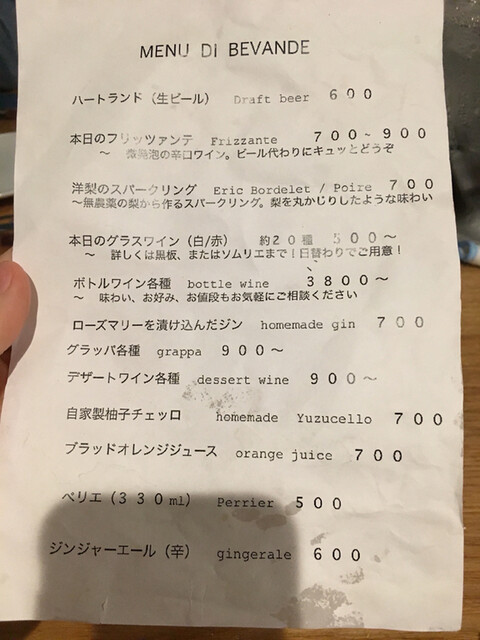 MENU DI BEVANDE
ハートランド（生ビール） Draft beer 600
本日のフリッツァンテ Frizzante 700~900
～ 微発泡の辛口ワイン。ビール代わりにキュッとどうぞ
洋梨のスパークリング Eric Bordelet / Poire 700
～無農薬の梨から作るスパークリング。梨を丸かじりしたような味わい
本日のグラスワイン（白/赤） 約20種 500～
～ 詳しくは黒板、またはソムリエまで！日替わりでご用意！
ボトルワイン各種 bottle wine 3800～
～ 味わい、お好み、お値段もお気軽にご相談ください
ローズマリーを漬け込んだジン homemade gin 700
グラッパ各種 grappa 900～
デザートワイン各種 dessert wine 900～
自家製柚子チェッロ homemade Yuzucello 700
ブラッドオレンジジュース orange juice 700
ペリエ（330ml） Perrier 500
ジンジャーエール（辛） gingerale 600